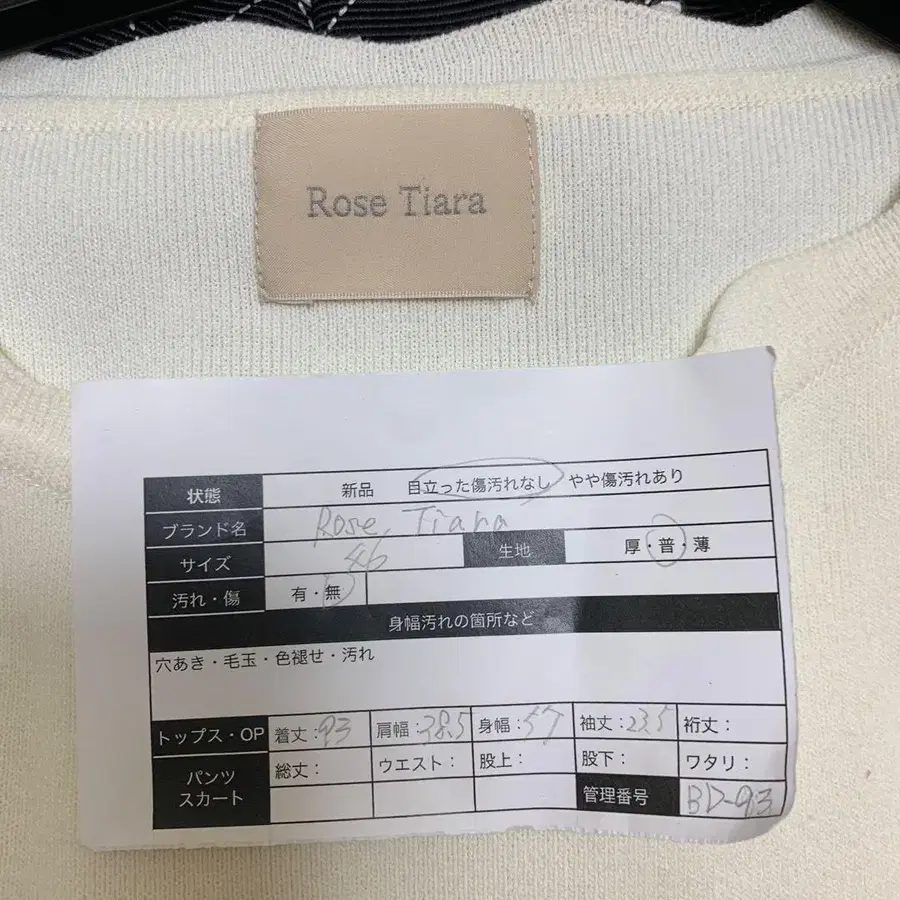 Rose Tiara
状態 新品 目立った傷汚れなし やや傷汚れあり
ブランド名 Rose Tiara
サイズ 46 生地 厚・普・薄
汚れ・傷 有・無
身幅汚れの箇所など
穴あき・毛玉・色褪せ・汚れ
トップス・OP 着丈：93 肩幅：38.5 身幅：57 袖丈：23.5 裄丈：
パンツ スカート 総丈： ウエスト： 股上： 股下： ワタリ：
管理番号 BD-93